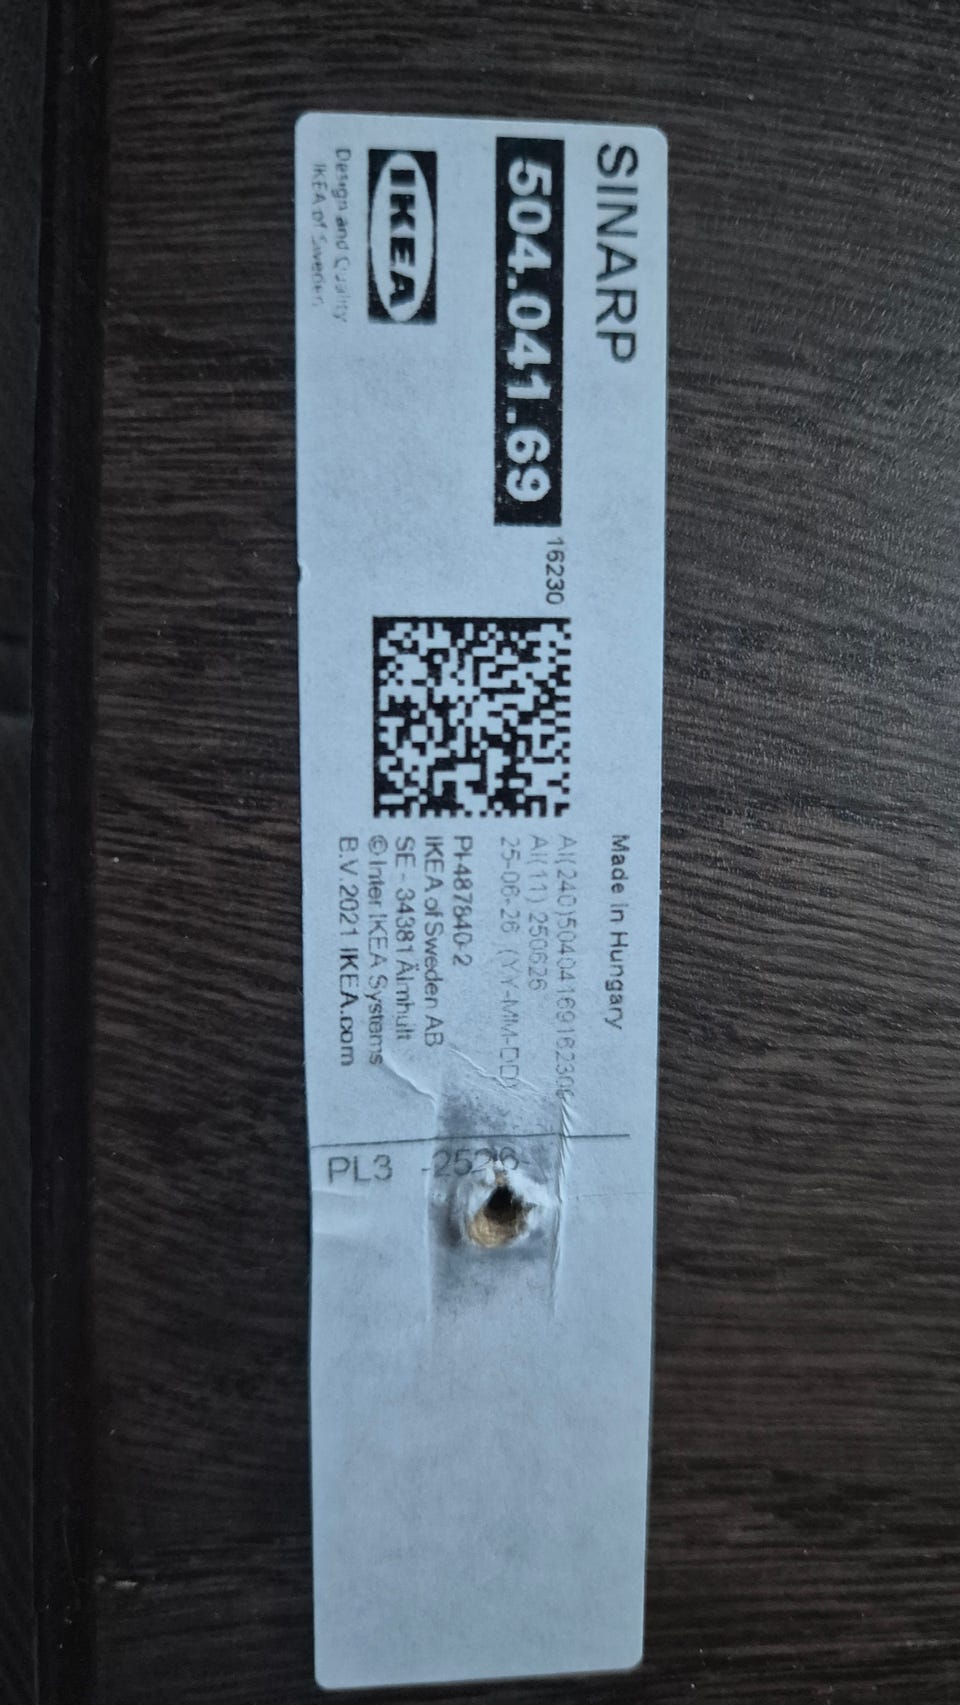 SINARP
504.041.69
16230
IKEA
Design and Quality
IKEA of Sweden
Made in Hungary
AI(240)50404169162306
AI(11) 250626
25-06-26 (YY-MM-DD)
PI-487840-2
IKEA of Sweden AB
SE - 34381 Älmhult
© Inter IKEA Systems
B.V. 2021 IKEA.com
PL3